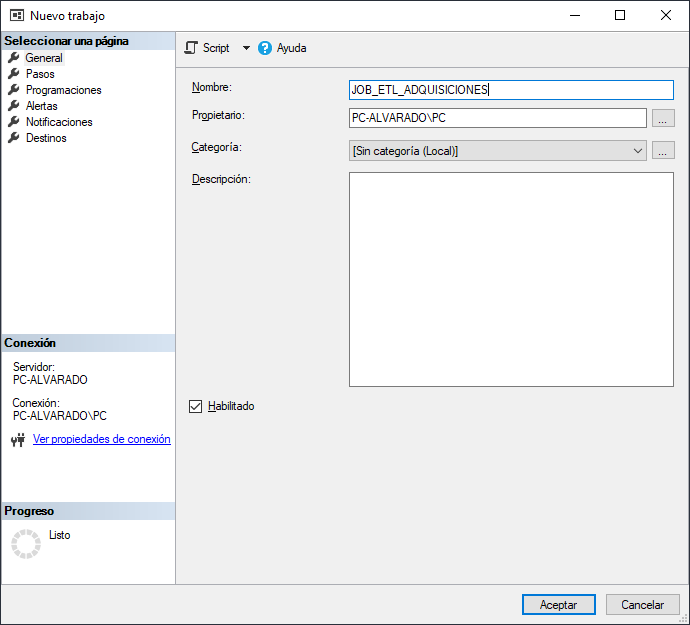 Nuevo trabajo
Seleccionar una página
General
Pasos
Programaciones
Alertas
Notificaciones
Destinos
Script
Ayuda
Nombre:
JOB_ETL_ADQUISICIONES
Propietario:
PC-ALVARADO\PC
...
Categoría:
[Sin categoría (Local)]
...
Descripción:
Habilitado
Conexión
Servidor:
PC-ALVARADO
Conexión:
PC-ALVARADO\PC
Ver propiedades de conexión
Progreso
Listo
Aceptar
Cancelar